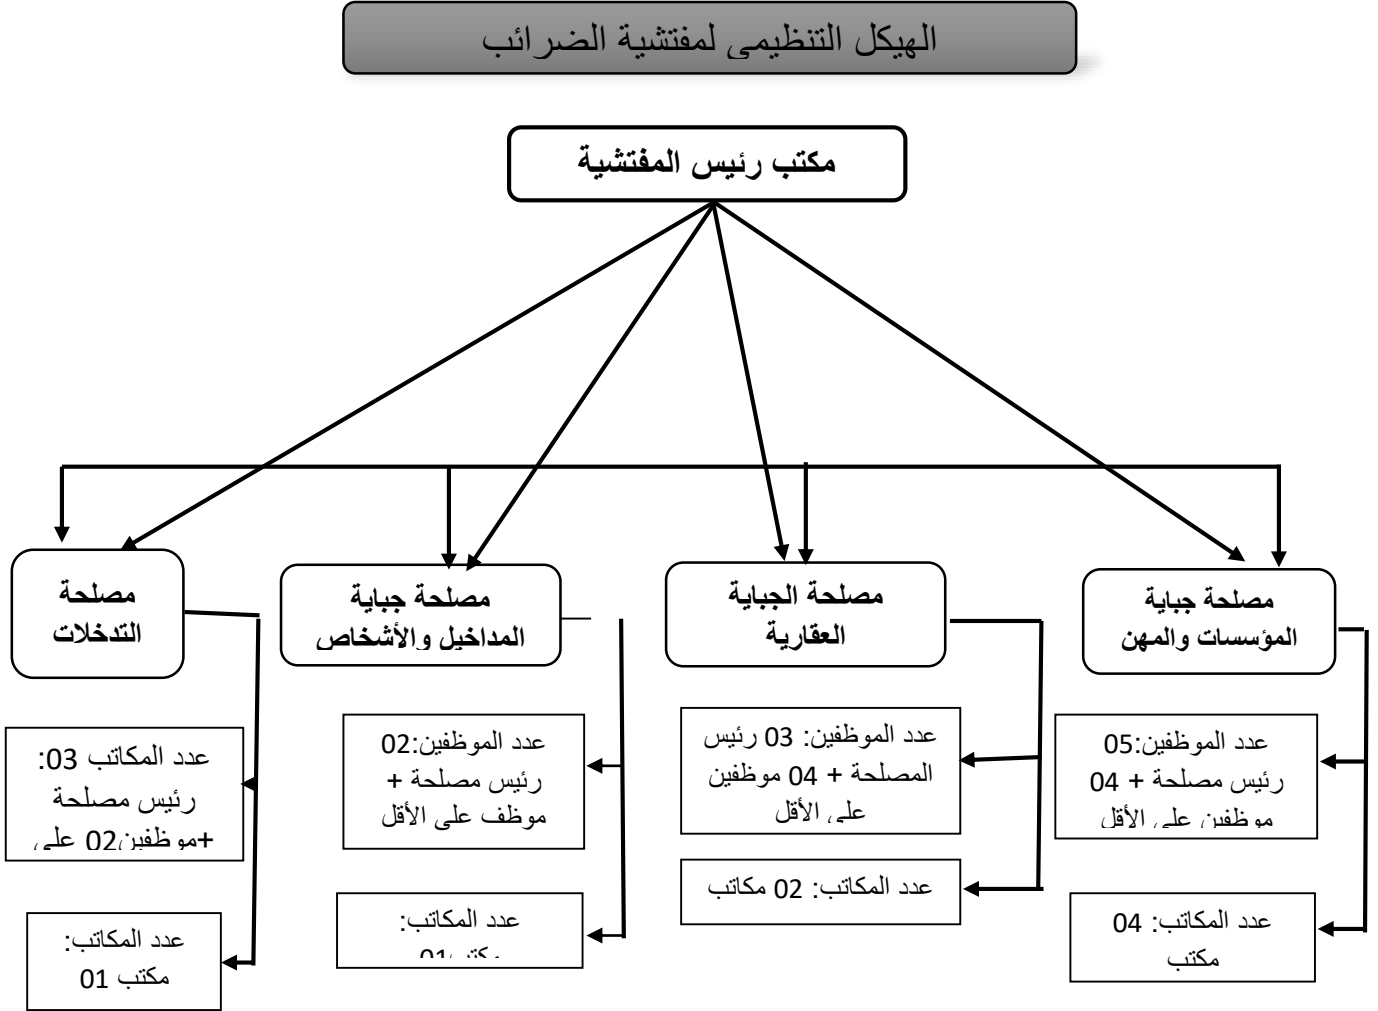 الهيكل التنظيمي لمفتشية الضرائب
مكتب رئيس المفتشية
مصلحة جباية
المؤسسات والمهن
مصلحة الجباية
العقارية
مصلحة جباية
المداخيل والأشخاص
مصلحة
التدخلات
عدد الموظفين:05
رئيس مصلحة + 04
موظفين على الأقل
عدد الموظفين: 03 رئيس
المصلحة + 04 موظفين
على الأقل
عدد الموظفين:02
رئيس مصلحة +
موظف على الأقل
عدد المكاتب 03:
رئيس مصلحة
+موظفين02 على
عدد المكاتب: 04
مكتب
عدد المكاتب: 02 مكاتب
عدد المكاتب:
مكتب01
عدد المكاتب:
مكتب 01